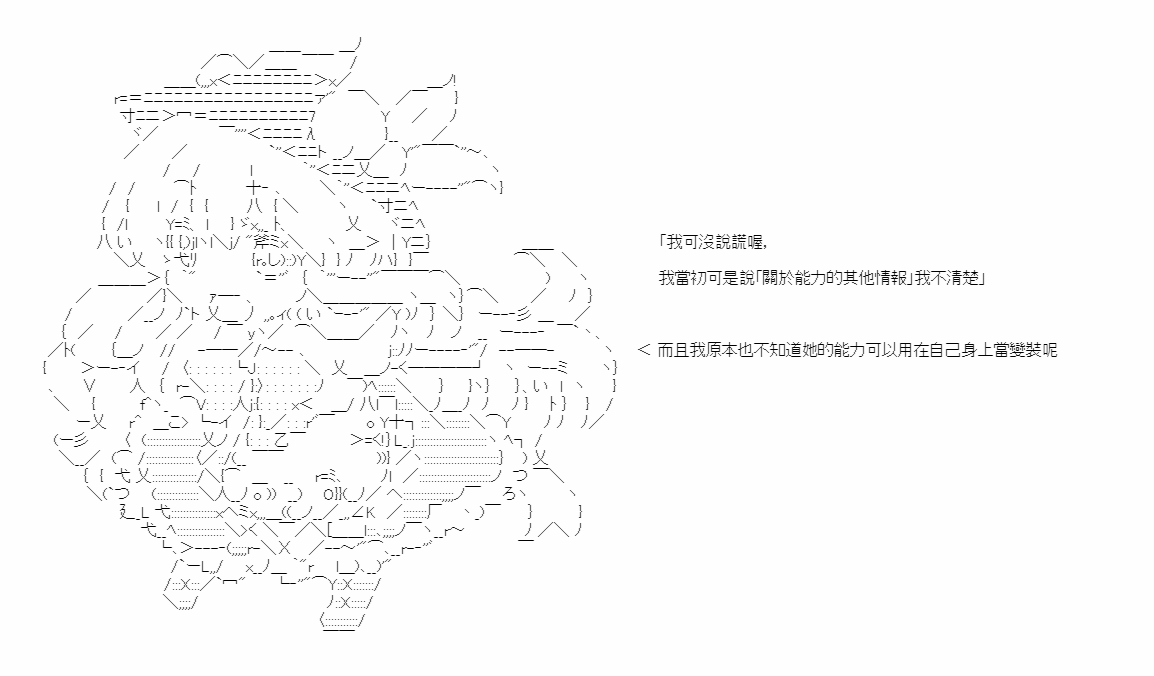 「我可沒說謊喔,
我當初可是說「關於能力的其他情報」我不清楚」
＜ 而且我原本也不知道她的能力可以用在自己身上當變裝呢